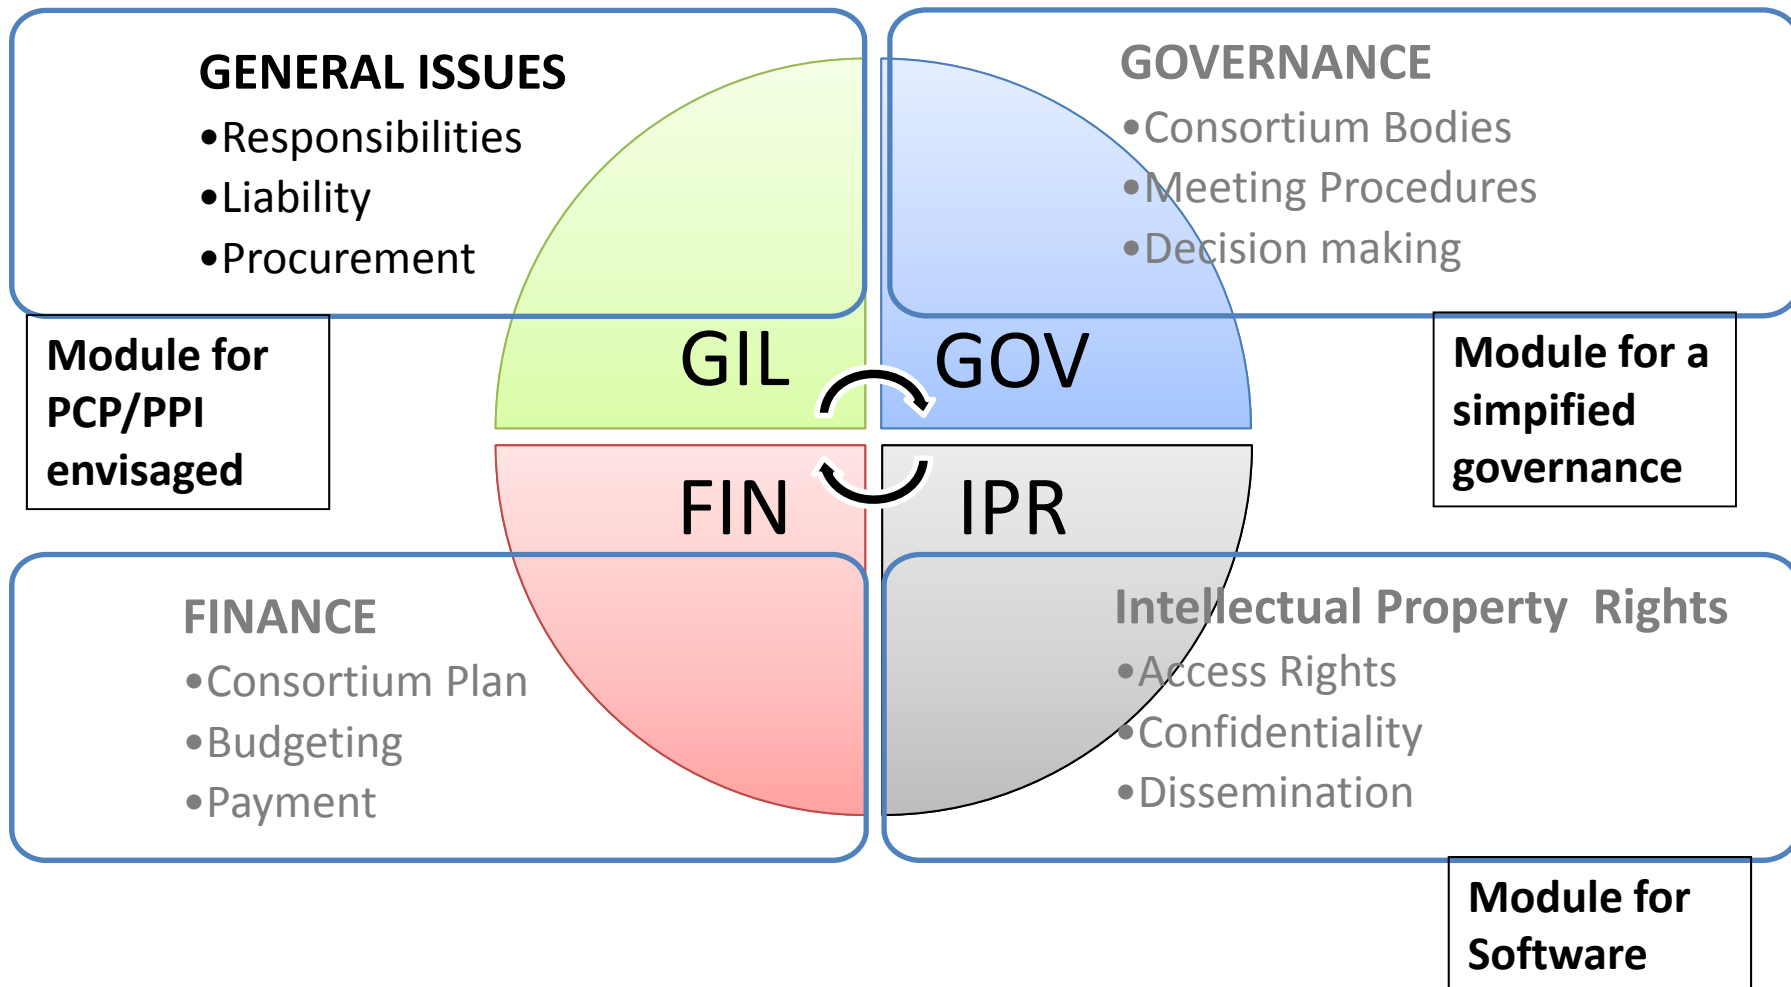 GENERAL ISSUES
•Responsibilities
•Liability
•Procurement
GOVERNANCE
•Consortium Bodies
•Meeting Procedures
•Decision making
Module for
PCP/PPI
envisaged
GIL
GOV
Module for a
simpified
governance
FIN
IPR
FINANCE
•Consortium Plan
•Budgeting
•Payment
Intellectual Property  Rights
•Access Rights
•Confidentiality
•Dissemination
Module for
Software